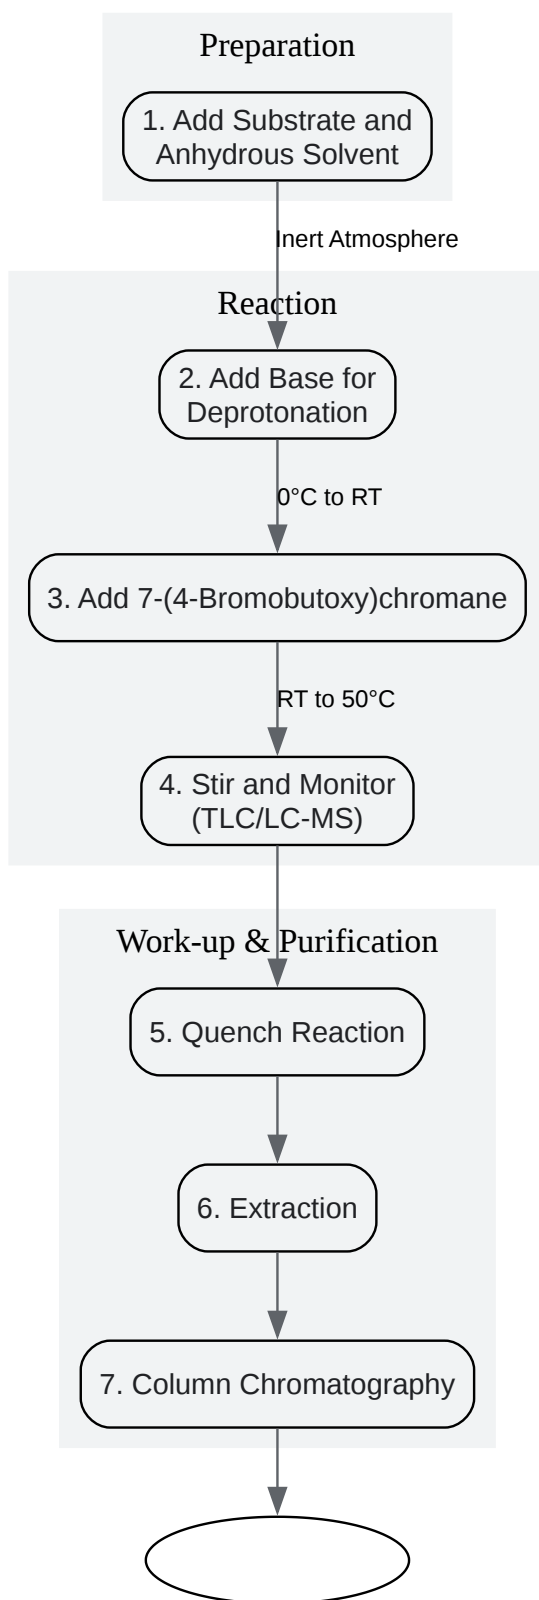 Preparation
1. Add Substrate and
Anhydrous Solvent
Inert Atmosphere
Reaction
2. Add Base for
Deprotonation
0°C to RT
3. Add 7-(4-Bromobutoxy)chromane
RT to 50°C
4. Stir and Monitor
(TLC/LC-MS)
Work-up & Purification
5. Quench Reaction
6. Extraction
7. Column Chromatography